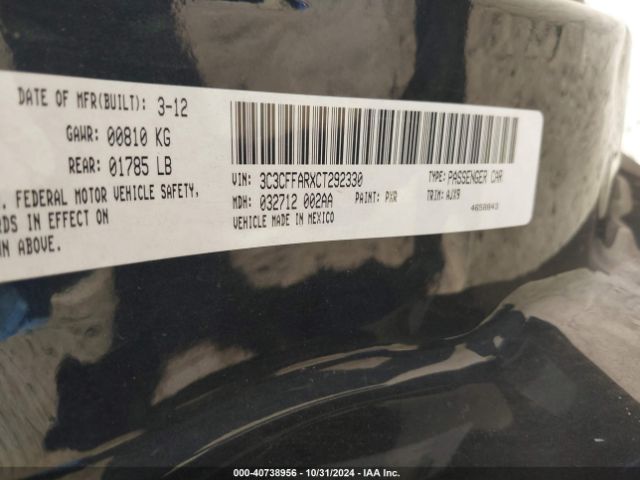 DATE OF MFR(BUILT): 3-12
GAWR: 00810 KG
REAR: 01785 LB
FEDERAL MOTOR VEHICLE SAFETY,
RDS IN EFFECT ON
N ABOVE.
VIN: 3C3CFFARXCT292330
TYPE: PASSENGER CAR
MDH: 032712 002AA
PAINT: PXR
TRIM: AJX9
VEHICLE MADE IN MEXICO
4658843
000-40738956 - 10/31/2024 - IAA Inc.